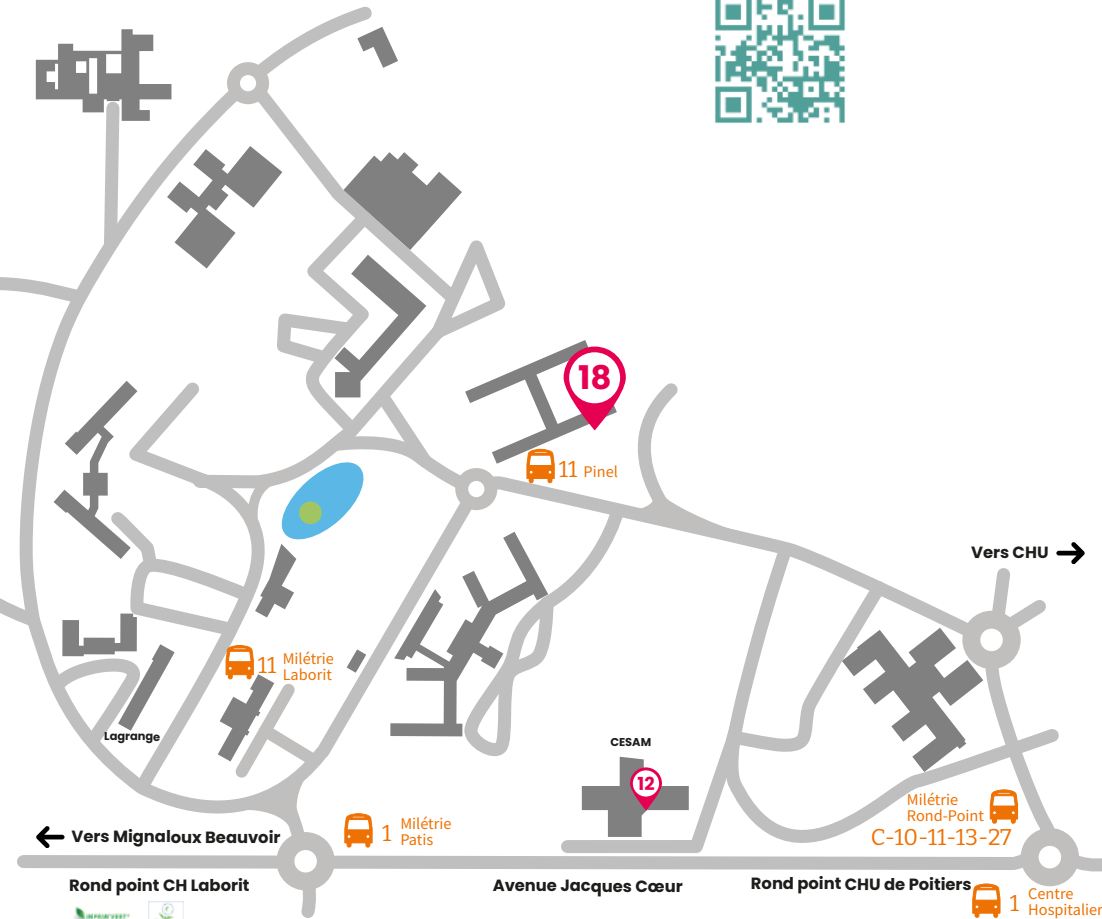 18
11 Pinel
Vers CHU
11 Milétrie
Laborit
Lagrange
CESAM
12
Milétrie
Rond-Point
C-10-11-13-27
1 Milétrie
Patis
Vers Mignaloux Beauvoir
Rond point CH Laborit
Avenue Jacques Cœur
Rond point CHU de Poitiers
1 Centre
Hospitalier
IMPRIM'VERT